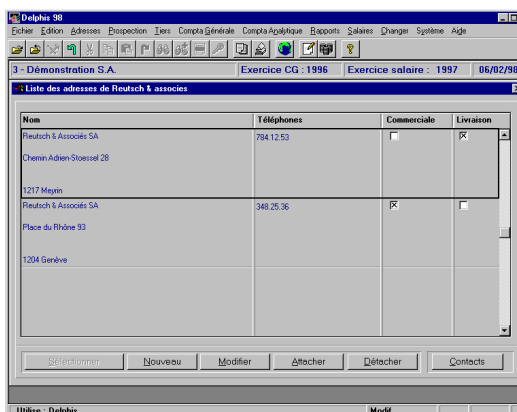 Delphis 98
Fichier Edition Adresses Prospection Tiers Compta Générale Compta Analytique Rapports Salaires Changer Système Aide
3 - Démonstration S.A. Exercice CG : 1996 Exercice salaire : 1997 06/02/98
Liste des adresses de Reutsch & associes
Nom Téléphones Commerciale Livraison
Reutsch & Associés SA 784.12.53
Chemin Adrien-Stoessel 28
1217 Meyrin
Reutsch & Associés SA 348.25.36
Place du Rhône 93
1204 Genève
Sélectionner Nouveau Modifier Attacher Détacher Contacts
Utilise : Delphis Modif